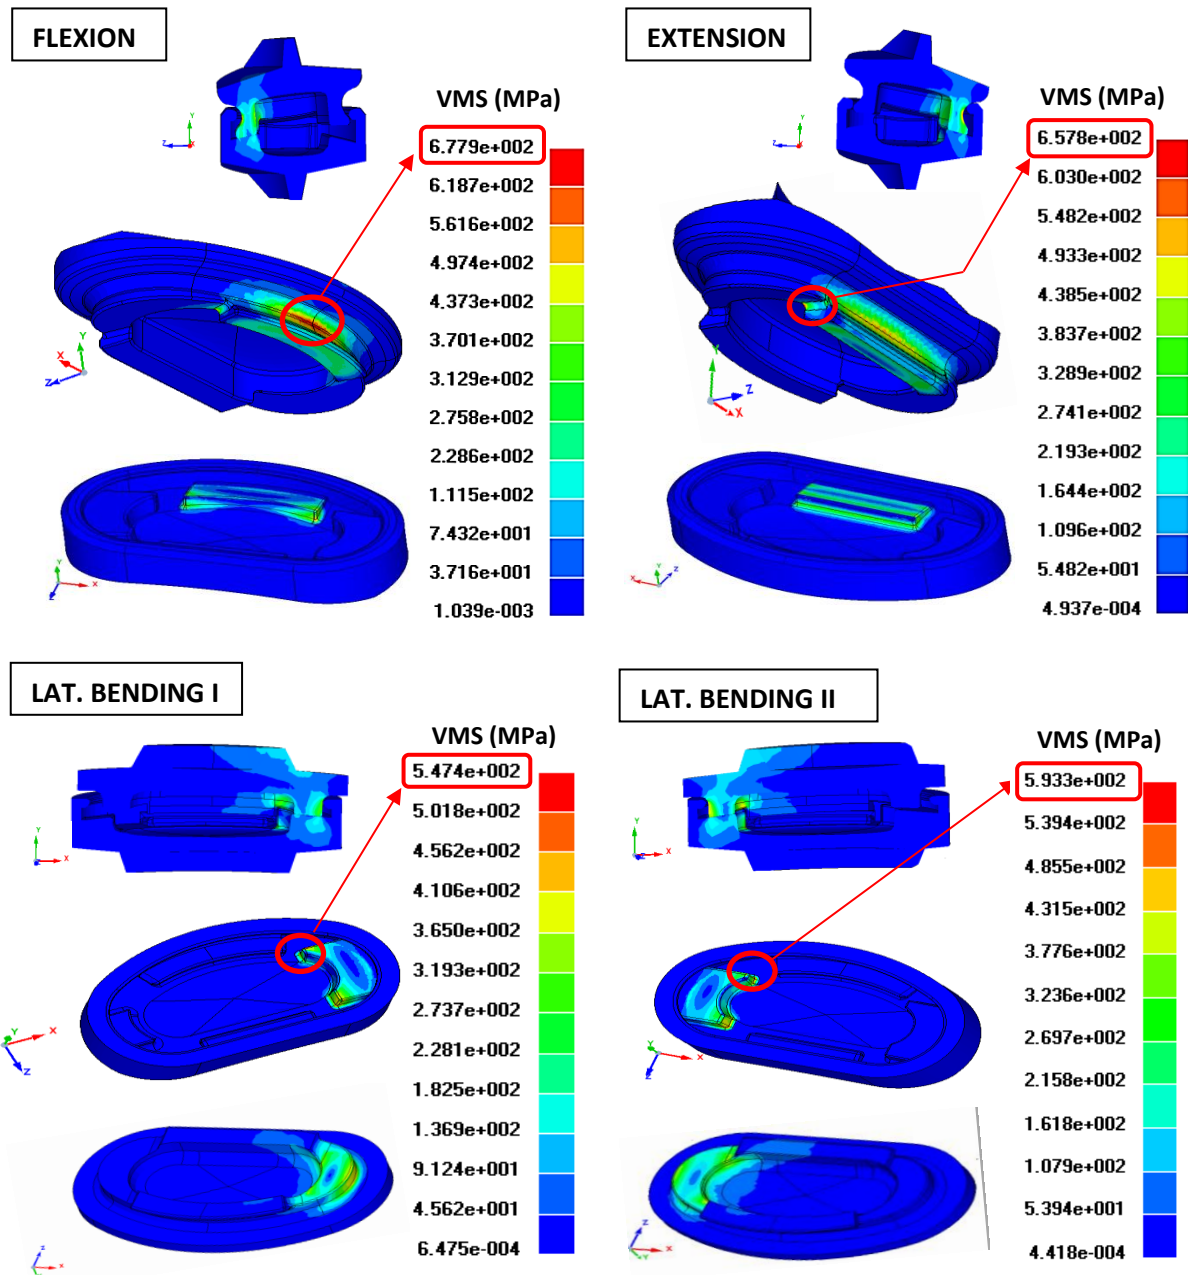 FLEXION
VMS (MPa)
6.779e+002
6.187e+002
5.616e+002
4.974e+002
4.373e+002
3.701e+002
3.129e+002
2.758e+002
2.286e+002
1.115e+002
7.432e+001
3.716e+001
1.039e-003
Y
Z
X
Y
X
Z
Y
X
Z
EXTENSION
VMS (MPa)
6.578e+002
6.030e+002
5.482e+002
4.933e+002
4.385e+002
3.837e+002
3.289e+002
2.741e+002
2.193e+002
1.644e+002
1.096e+002
5.482e+001
4.937e-004
Y
Z
X
Y
Z
X
Y
Z
X
LAT. BENDING I
VMS (MPa)
5.474e+002
5.018e+002
4.562e+002
4.106e+002
3.650e+002
3.193e+002
2.737e+002
2.281e+002
1.825e+002
1.369e+002
9.124e+001
4.562e+001
6.475e-004
Y
X
Y
X
Z
Z
X
LAT. BENDING II
VMS (MPa)
5.933e+002
5.394e+002
4.855e+002
4.315e+002
3.776e+002
3.236e+002
2.697e+002
2.158e+002
1.618e+002
1.079e+002
5.394e+001
4.418e-004
Y
Z
X
Y
X
Z
Z
X
Y